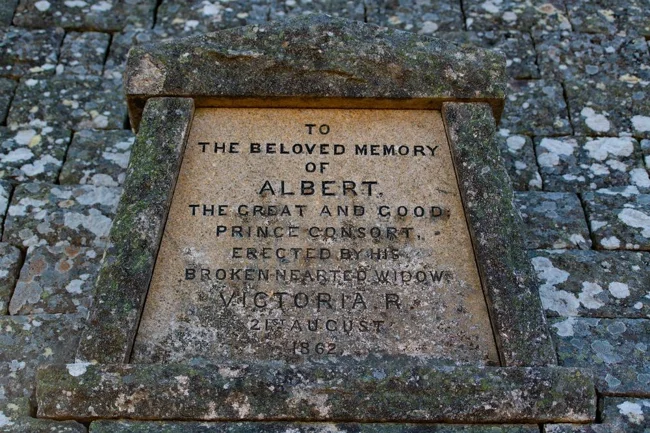 TO
THE BELOVED MEMORY
OF
ALBERT,
THE GREAT AND GOOD,
PRINCE CONSORT,
ERECTED BY HIS
BROKEN HEARTED WIDOW,
VICTORIA. R.
21ST AUGUST
1862.